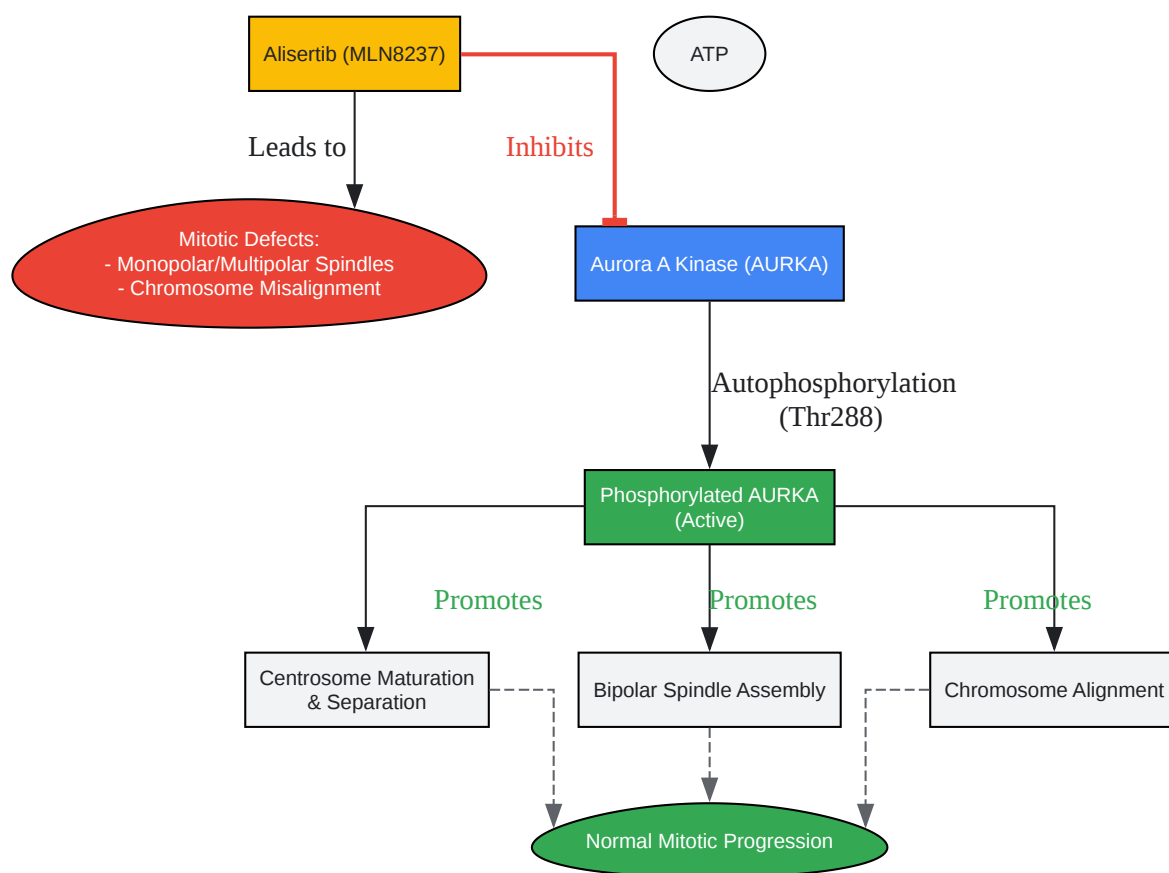 Alisertib (MLN8237)
ATP
Leads to
Inhibits
Mitotic Defects:
- Monopolar/Multipolar Spindles
- Chromosome Misalignment
Aurora A Kinase (AURKA)
Autophosphorylation
(Thr288)
Phosphorylated AURKA
(Active)
Promotes
Promotes
Promotes
Centrosome Maturation
& Separation
Bipolar Spindle Assembly
Chromosome Alignment
Normal Mitotic Progression